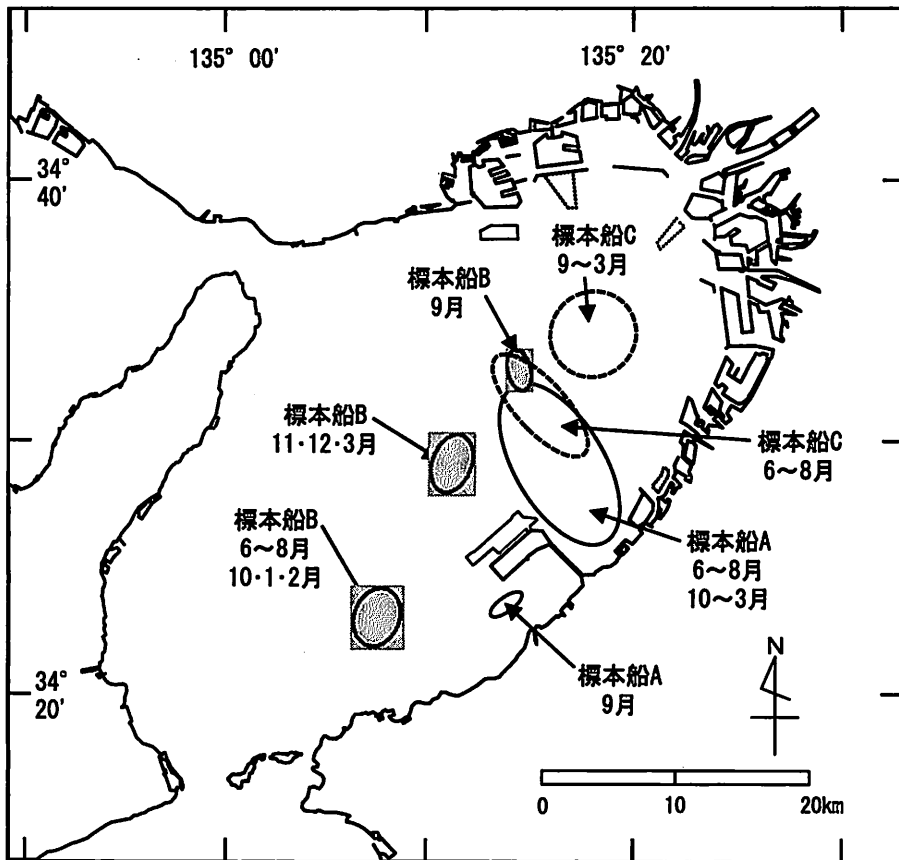 135° 00'
135° 20'
34°
40'
標本船C
9～3月
標本船B
9月
標本船B
11・12・3月
標本船C
6～8月
標本船B
6～8月
10・1・2月
標本船A
6～8月
10～3月
34°
20'
標本船A
9月
N
0 10 20km